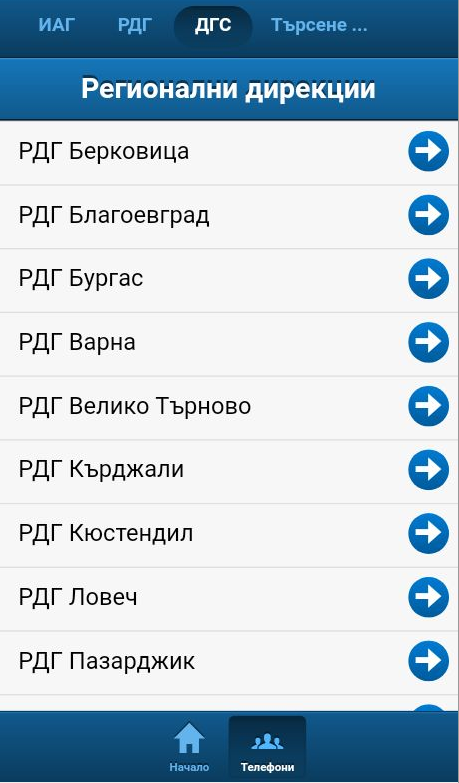 ИАГ РДГ ДГС Търсене ...
Регионални дирекции
РДГ Берковица
РДГ Благоевград
РДГ Бургас
РДГ Варна
РДГ Велико Търново
РДГ Кърджали
РДГ Кюстендил
РДГ Ловеч
РДГ Пазарджик
Начало Телефони